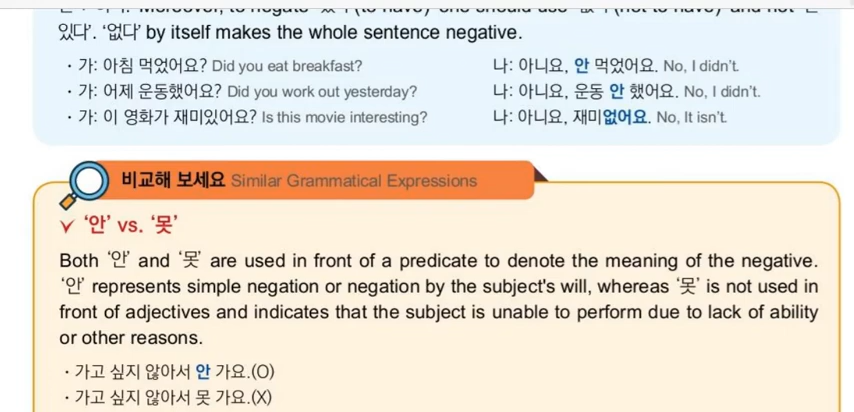 있다'. '없다' by itself makes the whole sentence negative.
· 가: 아침 먹었어요? Did you eat breakfast? 나: 아니요, 안 먹었어요. No, I didn't.
· 가: 어제 운동했어요? Did you work out yesterday? 나: 아니요, 운동 안 했어요. No, I didn't.
· 가: 이 영화가 재미있어요? Is this movie interesting? 나: 아니요, 재미없어요. No, It isn't.
비교해 보세요 Similar Grammatical Expressions
'안' vs. '못'
Both '안' and '못' are used in front of a predicate to denote the meaning of the negative.
'안' represents simple negation or negation by the subject's will, whereas '못' is not used in
front of adjectives and indicates that the subject is unable to perform due to lack of ability
or other reasons.
· 가고 싶지 않아서 안 가요.(O)
· 가고 싶지 않아서 못 가요.(X)